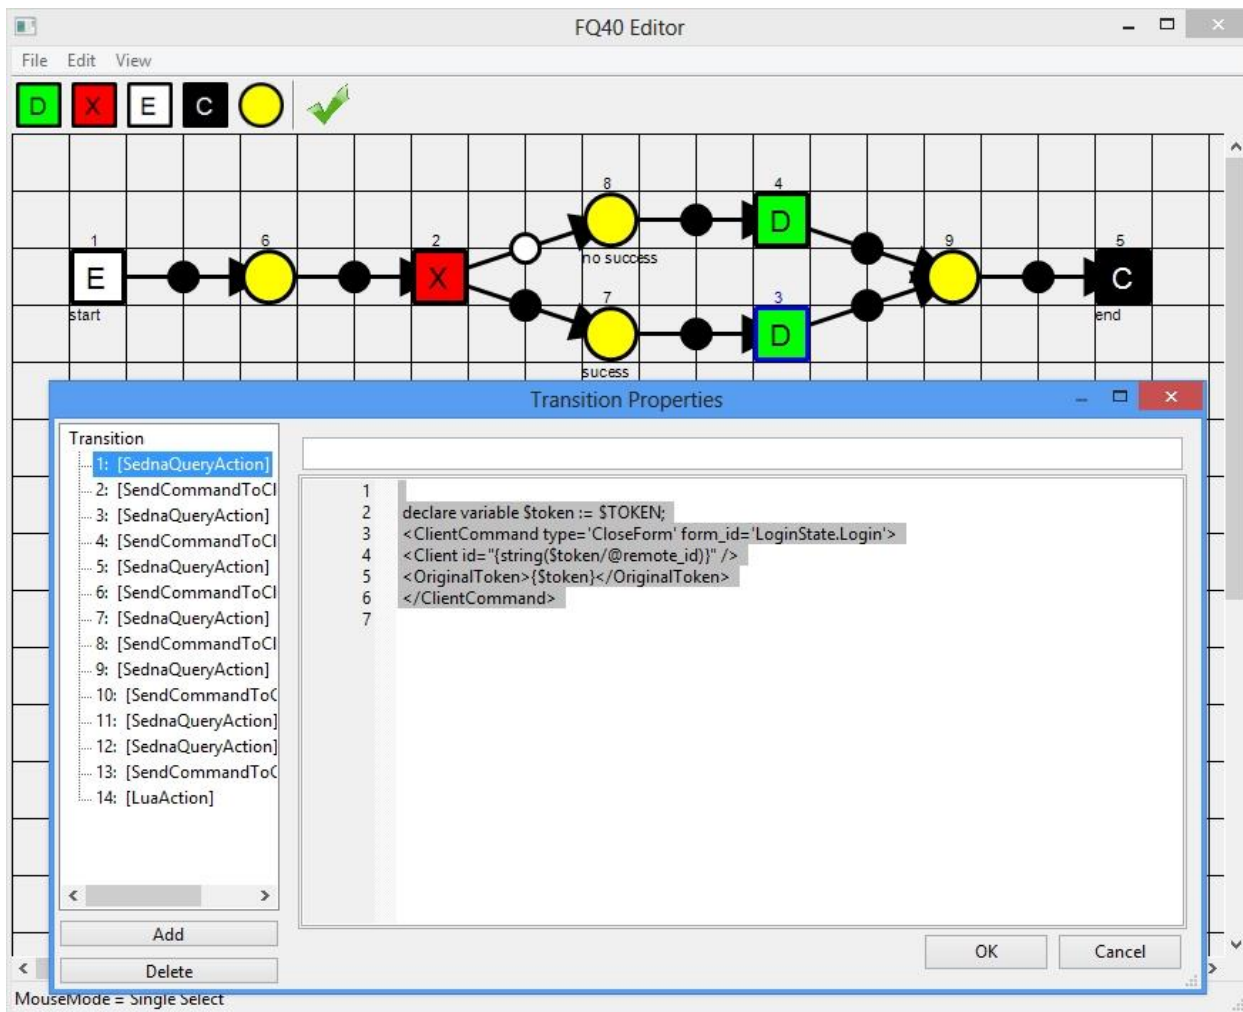 FQ40 Editor
File Edit View
D X E C
8 4
D
1 6 2 9 5
E X C
no success
start 7 3 end
D
sucess
Transition Properties
Transition
1: [SednaQueryAction]
2: [SendCommandToCl
3: [SednaQueryAction]
4: [SendCommandToCl
5: [SednaQueryAction]
6: [SendCommandToCl
7: [SednaQueryAction]
8: [SendCommandToCl
9: [SednaQueryAction]
10: [SendCommandToC
11: [SednaQueryAction]
12: [SednaQueryAction]
13: [SendCommandToC
14: [LuaAction]
1
2 declare variable $token := $TOKEN;
3 <ClientCommand type='CloseForm' form_id='LoginState.Login'>
4 <Client id="{string($token/@remote_id)}" />
5 <OriginalToken>{$token}</OriginalToken>
6 </ClientCommand>
7
Add
Delete
OK Cancel
MouseMode = Single Select